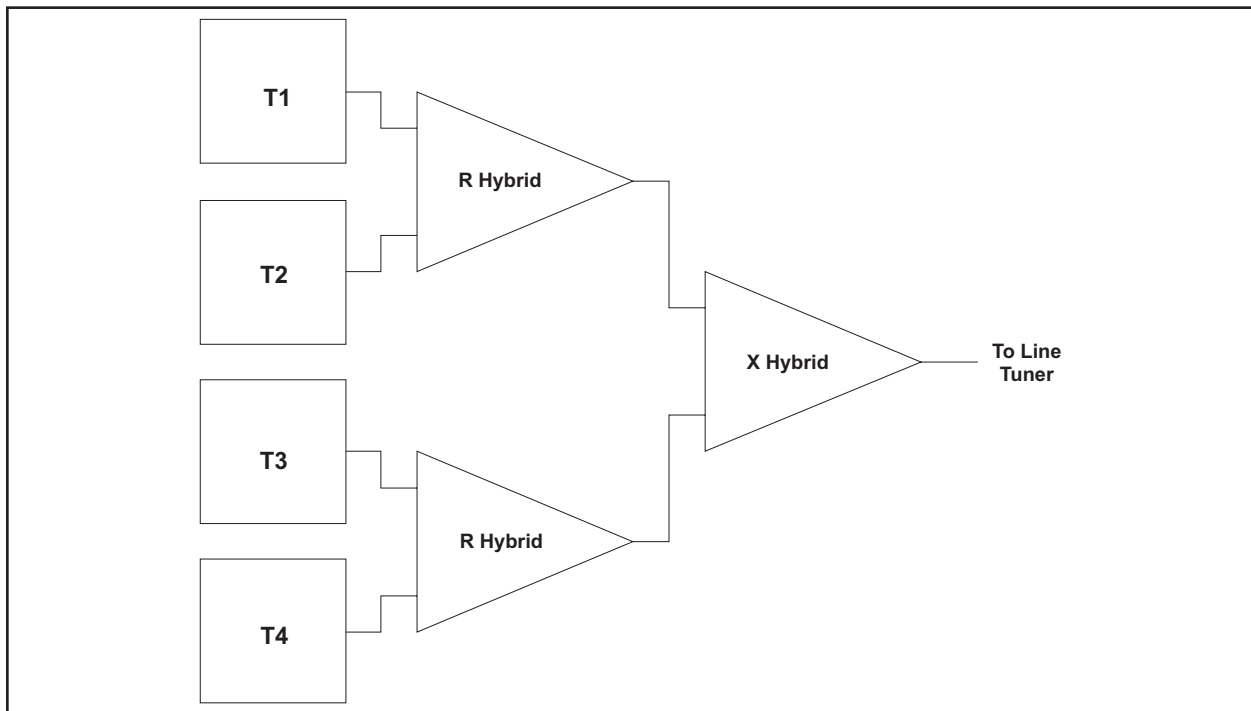 T1
R Hybrid
T2
X Hybrid
To Line
Tuner
T3
R Hybrid
T4